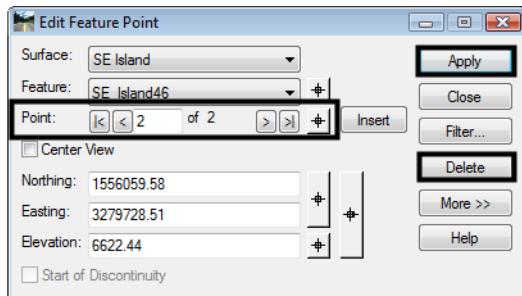 Edit Feature Point
Surface: SE Island
Apply
Feature: SE_Island46
Close
Point: |< < 2 of 2 > >| Insert
Filter...
Center View
Delete
Northing: 1556059.58
More >>
Easting: 3279728.51
Elevation: 6622.44
Help
Start of Discontinuity